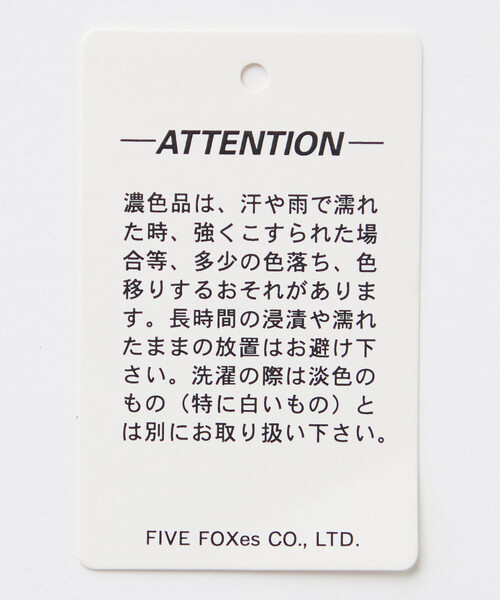 ATTENTION
濃色品は、汗や雨で濡れ
た時、強くこすられた場
合等、多少の色落ち、色
移りするおそれがありま
す。長時間の浸漬や濡れ
たままの放置はお避け下
さい。洗濯の際は淡色の
もの（特に白いもの）と
は別にお取り扱い下さい。
FIVE FOXes CO., LTD.